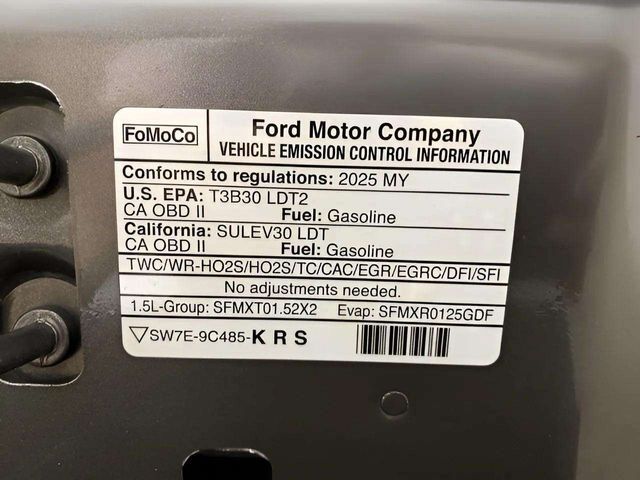 FoMoCo
Ford Motor Company
VEHICLE EMISSION CONTROL INFORMATION
Conforms to regulations: 2025 MY
U.S. EPA: T3B30 LDT2
CA OBD II Fuel: Gasoline
California: SULEV30 LDT
CA OBD II Fuel: Gasoline
TWC/WR-HO2S/HO2S/TC/CAC/EGR/EGRC/DFI/SFI
No adjustments needed.
1.5L-Group: SFMXT01.52X2 Evap: SFMXR0125GDF
SW7E-9C485-K R S